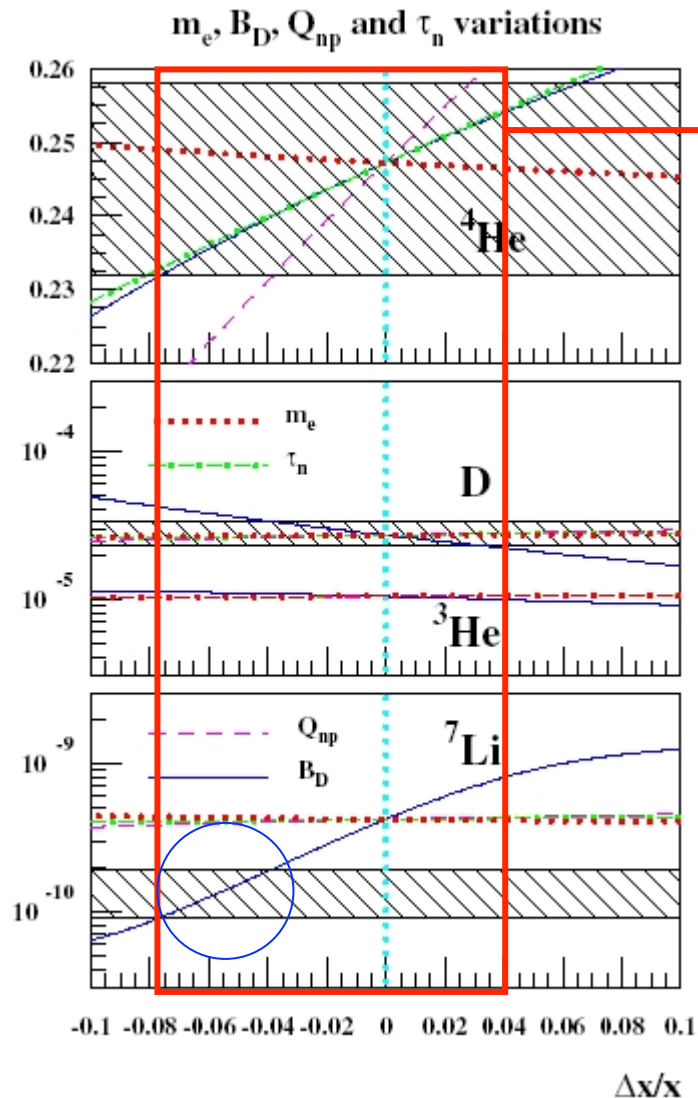 m_e, B_D, Q_np and τ_n variations
0.26
0.25
0.24
0.23
0.22
⁴He
10⁻⁴
10⁻⁵
m_e
τ_n
D
³He
10⁻⁹
10⁻¹⁰
Q_np
B_D
⁷Li
-0.1 -0.08 -0.06 -0.04 -0.02 0 0.02 0.04 0.06 0.08 0.1
Δx/x